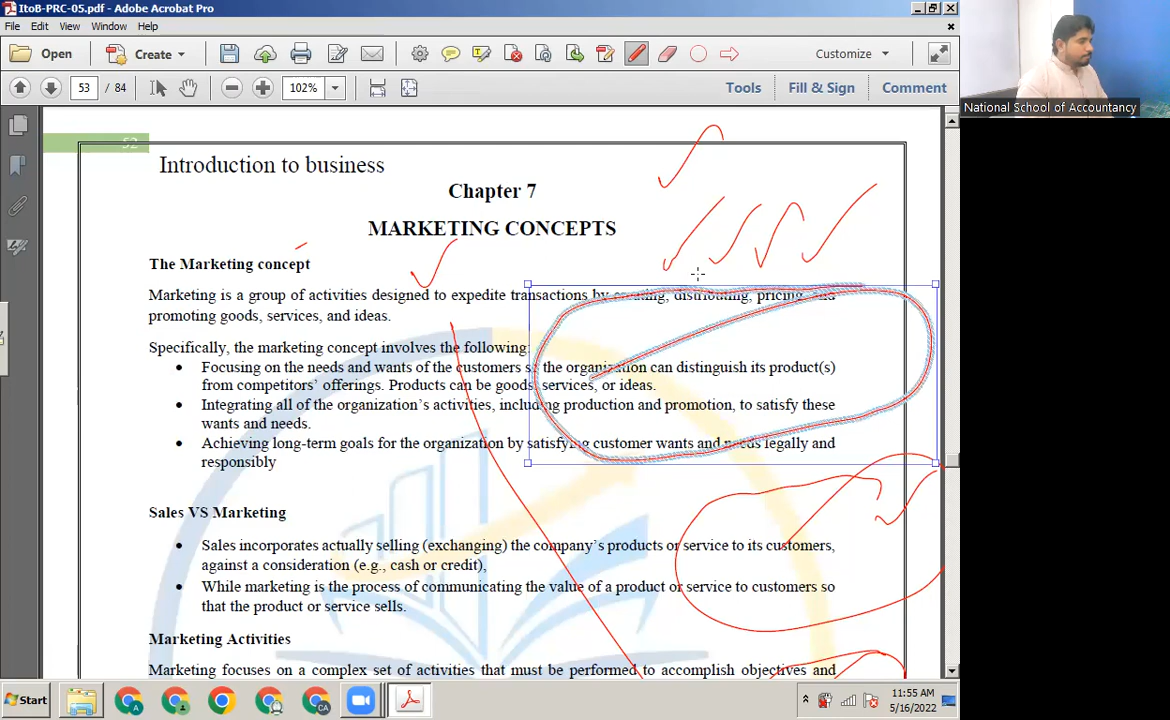 ItoB-PRC-05.pdf - Adobe Acrobat Pro
File Edit View Window Help
Open Create Customize
53 / 84 102% Tools Fill & Sign Comment
National School of Accountancy
52
Introduction to business
Chapter 7
MARKETING CONCEPTS
The Marketing concept
Marketing is a group of activities designed to expedite transactions by creating, distributing, pricing, and
promoting goods, services, and ideas.
Specifically, the marketing concept involves the following:
• Focusing on the needs and wants of the customers so the organization can distinguish its product(s)
from competitors' offerings. Products can be goods, services, or ideas.
• Integrating all of the organization's activities, including production and promotion, to satisfy these
wants and needs.
• Achieving long-term goals for the organization by satisfying customer wants and needs legally and
responsibly
Sales VS Marketing
• Sales incorporates actually selling (exchanging) the company's products or service to its customers,
against a consideration (e.g., cash or credit),
• While marketing is the process of communicating the value of a product or service to customers so
that the product or service sells.
Marketing Activities
Marketing focuses on a complex set of activities that must be performed to accomplish objectives and
Start
11:55 AM
5/16/2022